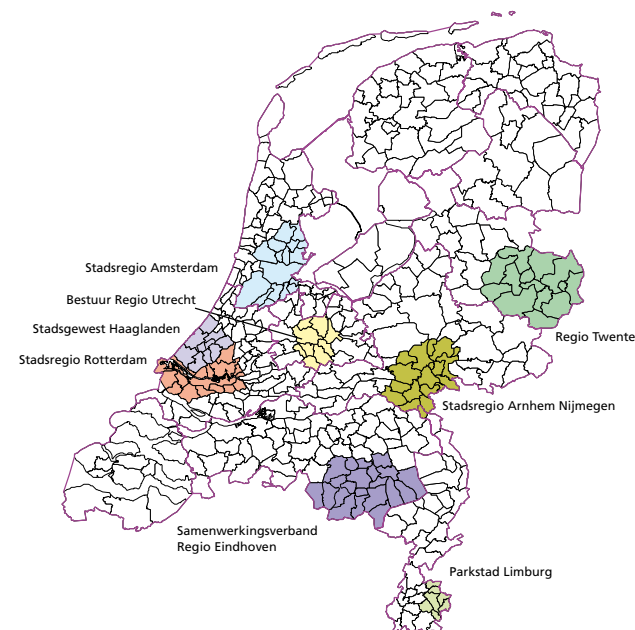 Stadsregio Amsterdam
Bestuur Regio Utrecht
Stadsgewest Haaglanden
Regio Twente
Stadsregio Rotterdam
Stadsregio Arnhem Nijmegen
Samenwerkingsverband
Regio Eindhoven
Parkstad Limburg